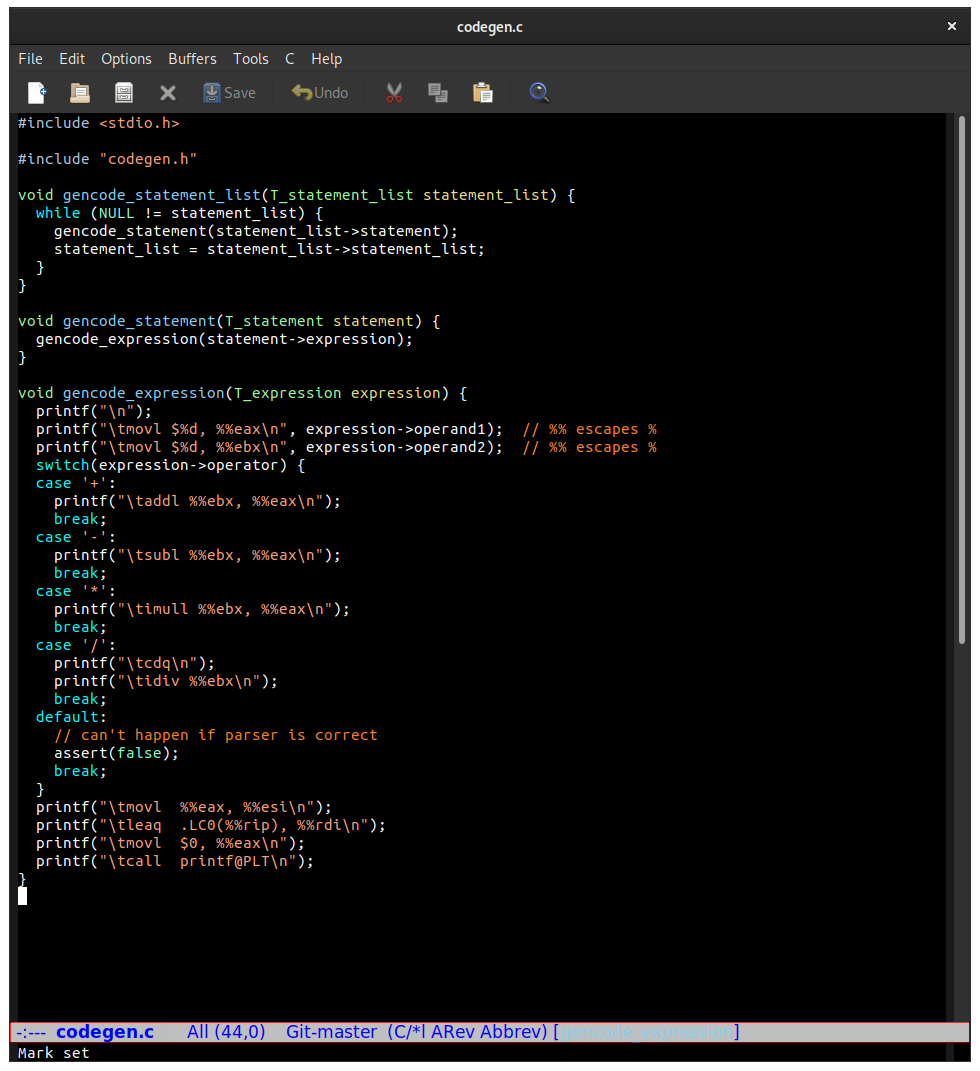 codegen.c ×
File Edit Options Buffers Tools C Help
Save Undo
#include <stdio.h>

#include "codegen.h"

void gencode_statement_list(T_statement_list statement_list) {
  while (NULL != statement_list) {
    gencode_statement(statement_list->statement);
    statement_list = statement_list->statement_list;
  }
}

void gencode_statement(T_statement statement) {
  gencode_expression(statement->expression);
}

void gencode_expression(T_expression expression) {
  printf("\n");
  printf("\tmovl $%d, %%eax\n", expression->operand1);  // %% escapes %
  printf("\tmovl $%d, %%ebx\n", expression->operand2);  // %% escapes %
  switch(expression->operator) {
  case '+':
    printf("\taddl %%ebx, %%eax\n");
    break;
  case '-':
    printf("\tsubl %%ebx, %%eax\n");
    break;
  case '*':
    printf("\timull %%ebx, %%eax\n");
    break;
  case '/':
    printf("\tcdq\n");
    printf("\tidiv %%ebx\n");
    break;
  default:
    // can't happen if parser is correct
    assert(false);
    break;
  }
  printf("\tmovl  %%eax, %%esi\n");
  printf("\tleaq  .LC0(%%rip), %%rdi\n");
  printf("\tmovl  $0, %%eax\n");
  printf("\tcall  printf@PLT\n");
}
-:--- codegen.c All (44,0) Git-master (C/*l ARev Abbrev) [gencode_expression]
Mark set